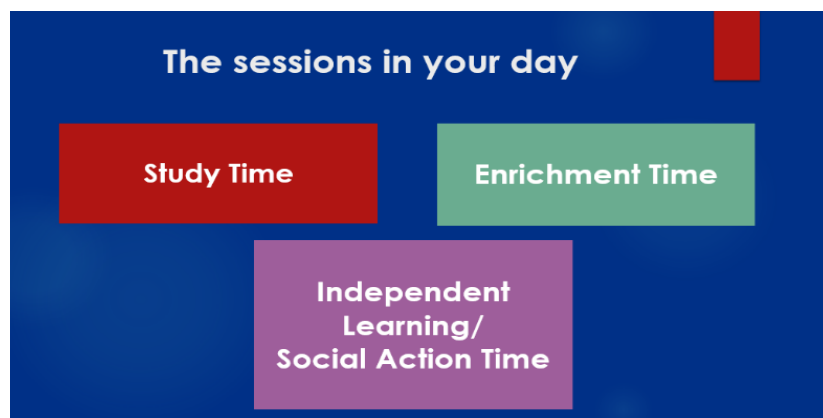 The sessions in your day
Study Time
Enrichment Time
Independent
Learning/
Social Action Time